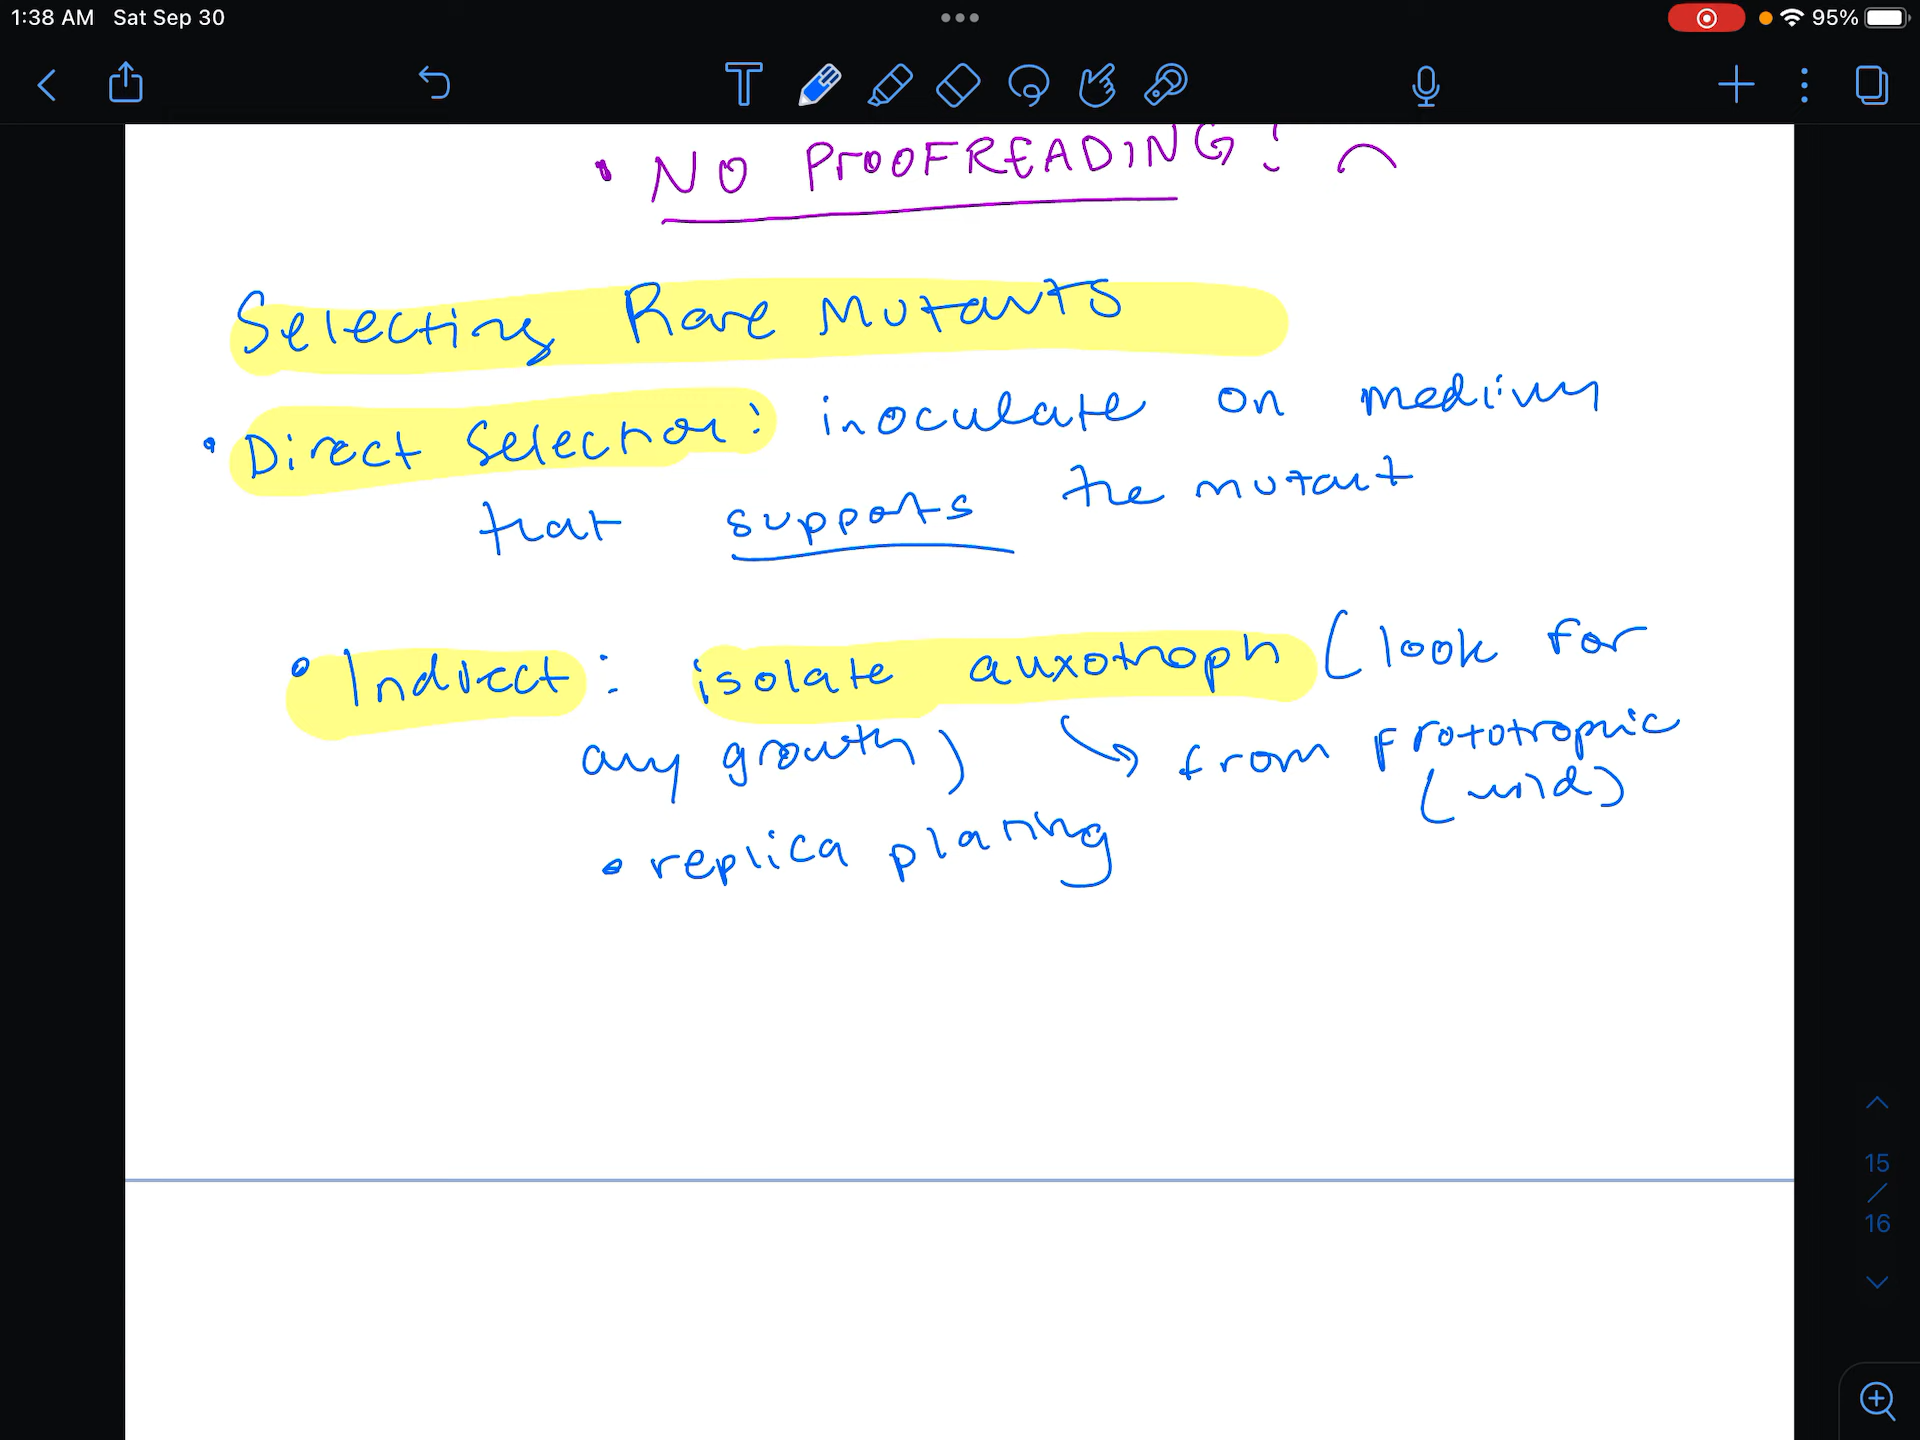 1:38 AM Sat Sep 30
95%
• NO PROOFREADING!
Selecting Rare Mutants
• Direct Selection: inoculate on medium
that supports the mutant
• Indirect: isolate auxotroph (look for
any growth) ↳ from Prototrophic
(wild)
• replica plating
15
/
16